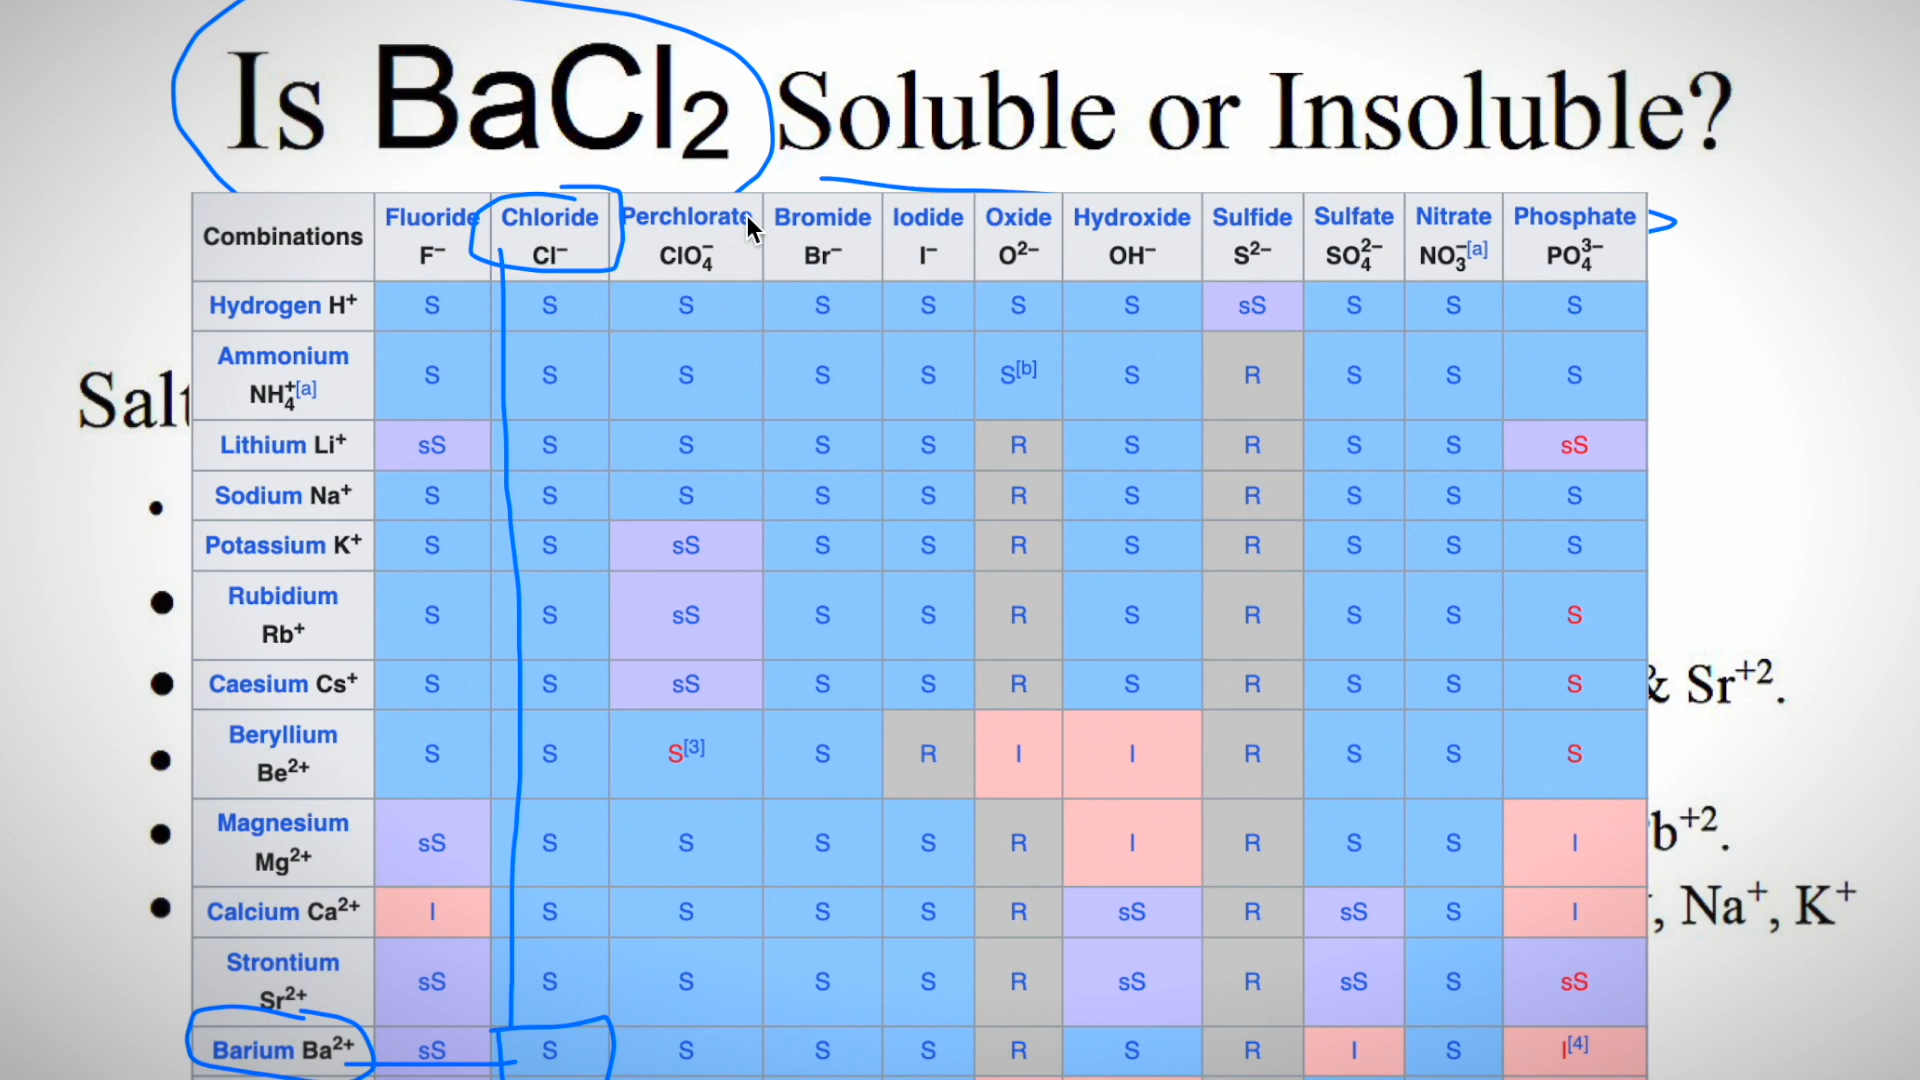 Is BaCl₂ Soluble or Insoluble?
Combinations Fluoride F⁻ Chloride Cl⁻ Perchlorate ClO₄⁻ Bromide Br⁻ Iodide I⁻ Oxide O²⁻ Hydroxide OH⁻ Sulfide S²⁻ Sulfate SO₄²⁻ Nitrate NO₃⁻[a] Phosphate PO₄³⁻
Hydrogen H⁺ S S S S S S S sS S S S
Ammonium NH₄⁺[a] S S S S S S[b] S R S S S
Lithium Li⁺ sS S S S S R S R S S sS
Sodium Na⁺ S S S S S R S R S S S
Potassium K⁺ S S sS S S R S R S S S
Rubidium Rb⁺ S S sS S S R S R S S S
Caesium Cs⁺ S S sS S S R S R S S S
Beryllium Be²⁺ S S S[3] S R I I R S S S
Magnesium Mg²⁺ sS S S S S R I R S S I
Calcium Ca²⁺ I S S S S R sS R sS S I
Strontium Sr²⁺ sS S S S S R sS R sS S sS
Barium Ba²⁺ sS S S S S R S R I S I[4]
Salt
•
•
• & Sr⁺².
•
• b⁺².
• , Na⁺, K⁺